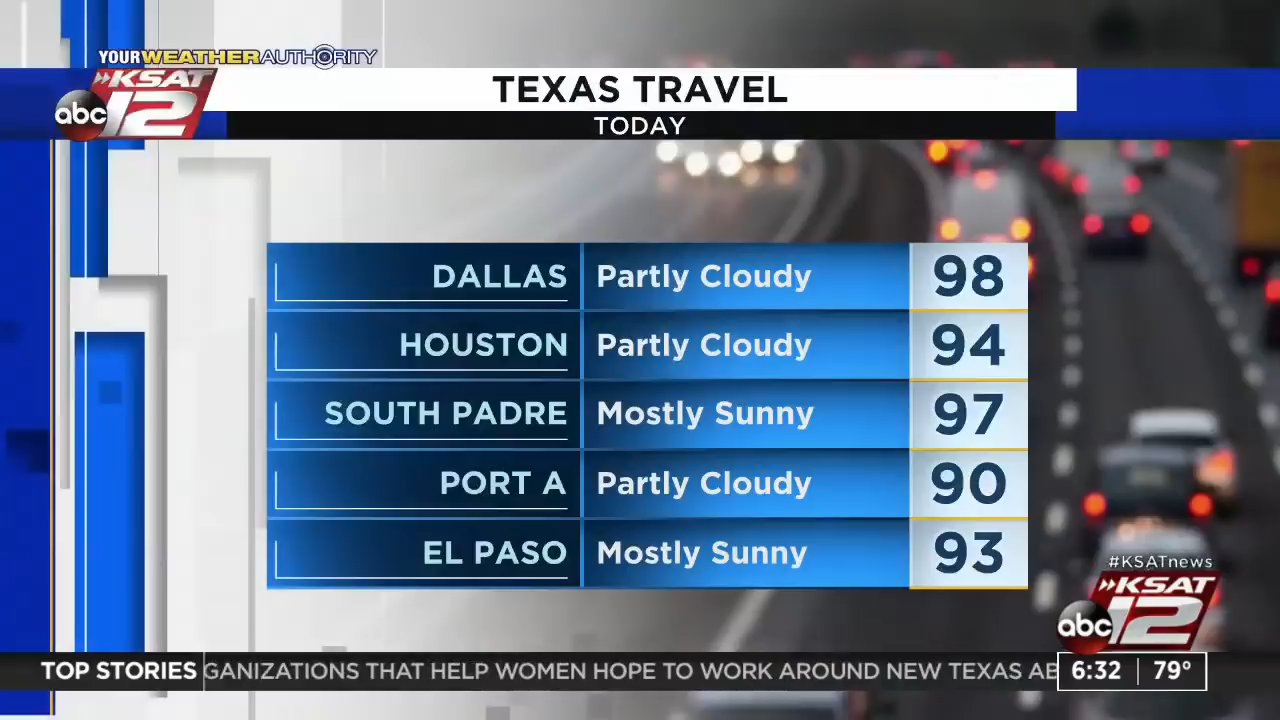 YOURWEATHERAUTHORITY
KSAT
abc 12
TEXAS TRAVEL
TODAY
DALLAS Partly Cloudy 98
HOUSTON Partly Cloudy 94
SOUTH PADRE Mostly Sunny 97
PORT A Partly Cloudy 90
EL PASO Mostly Sunny 93
#KSATnews
KSAT
abc 12
TOP STORIES GANIZATIONS THAT HELP WOMEN HOPE TO WORK AROUND NEW TEXAS AB 6:32 79°